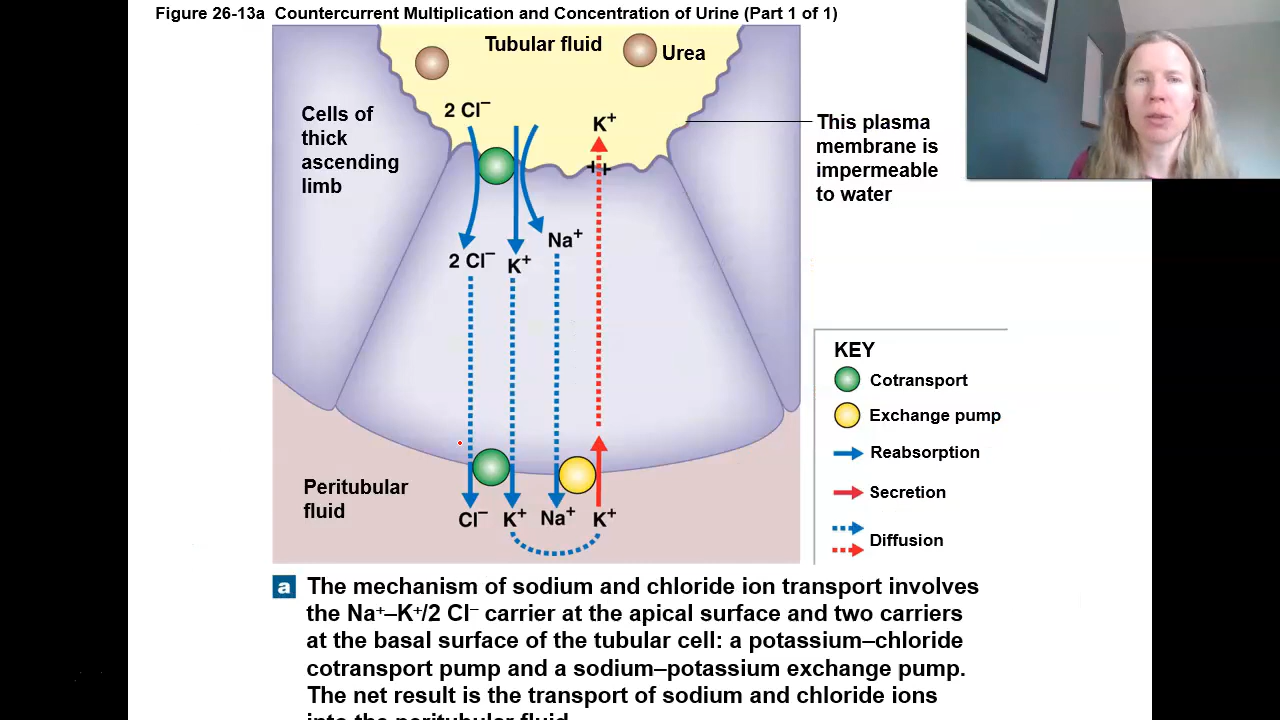 Figure 26-13a  Countercurrent Multiplication and Concentration of Urine (Part 1 of 1)
Tubular fluid
Urea
Cells of
thick
ascending
limb
2 Cl⁻
K⁺
++
This plasma
membrane is
impermeable
to water
Na⁺
2 Cl⁻
K⁺
KEY
Cotransport
Exchange pump
Reabsorption
Secretion
Diffusion
Peritubular
fluid
Cl⁻ K⁺ Na⁺ K⁺
a The mechanism of sodium and chloride ion transport involves
the Na⁺–K⁺/2 Cl⁻ carrier at the apical surface and two carriers
at the basal surface of the tubular cell: a potassium–chloride
cotransport pump and a sodium–potassium exchange pump.
The net result is the transport of sodium and chloride ions
into the peritubular fluid.